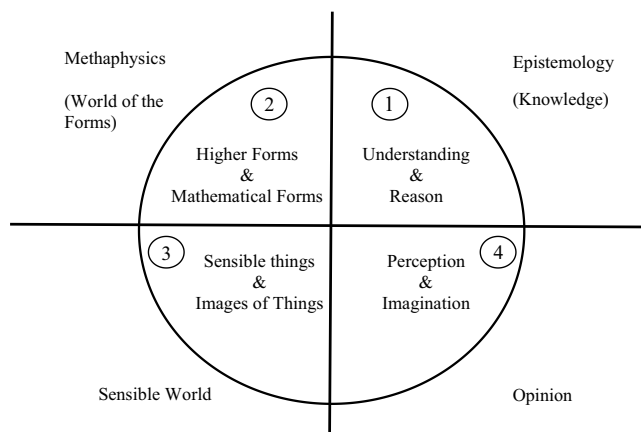 Methaphysics
(World of the
Forms)
Epistemology
(Knowledge)
2
1
Higher Forms
&
Mathematical Forms
Understanding
&
Reason
3
4
Sensible things
&
Images of Things
Perception
&
Imagination
Sensible World
Opinion